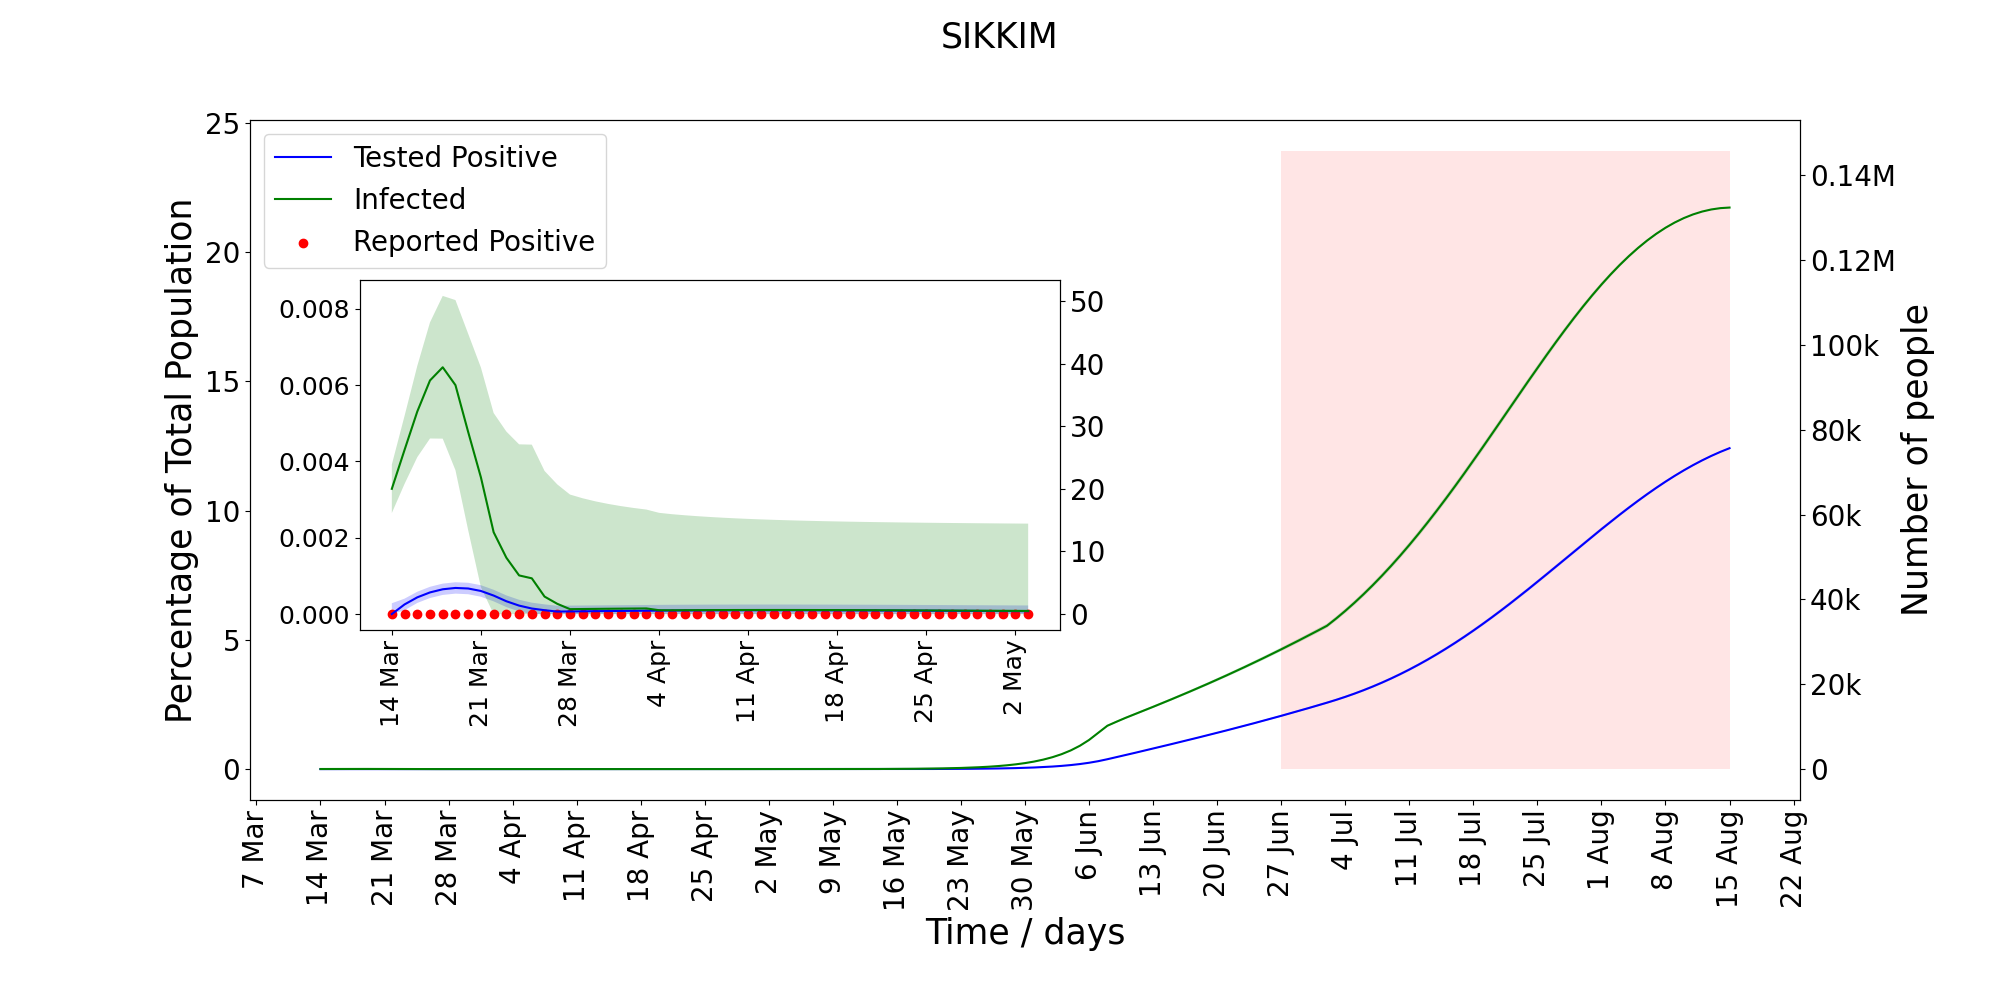 SIKKIM
Tested Positive
Infected
Reported Positive
Percentage of Total Population
25
20
15
10
5
0
0.14M
0.12M
100k
80k
60k
40k
20k
0
Number of people
0.008
0.006
0.004
0.002
0.000
50
40
30
20
10
0
14 Mar
21 Mar
28 Mar
4 Apr
11 Apr
18 Apr
25 Apr
2 May
7 Mar
14 Mar
21 Mar
28 Mar
4 Apr
11 Apr
18 Apr
25 Apr
2 May
9 May
16 May
23 May
30 May
6 Jun
13 Jun
20 Jun
27 Jun
4 Jul
11 Jul
18 Jul
25 Jul
1 Aug
8 Aug
15 Aug
22 Aug
Time / days